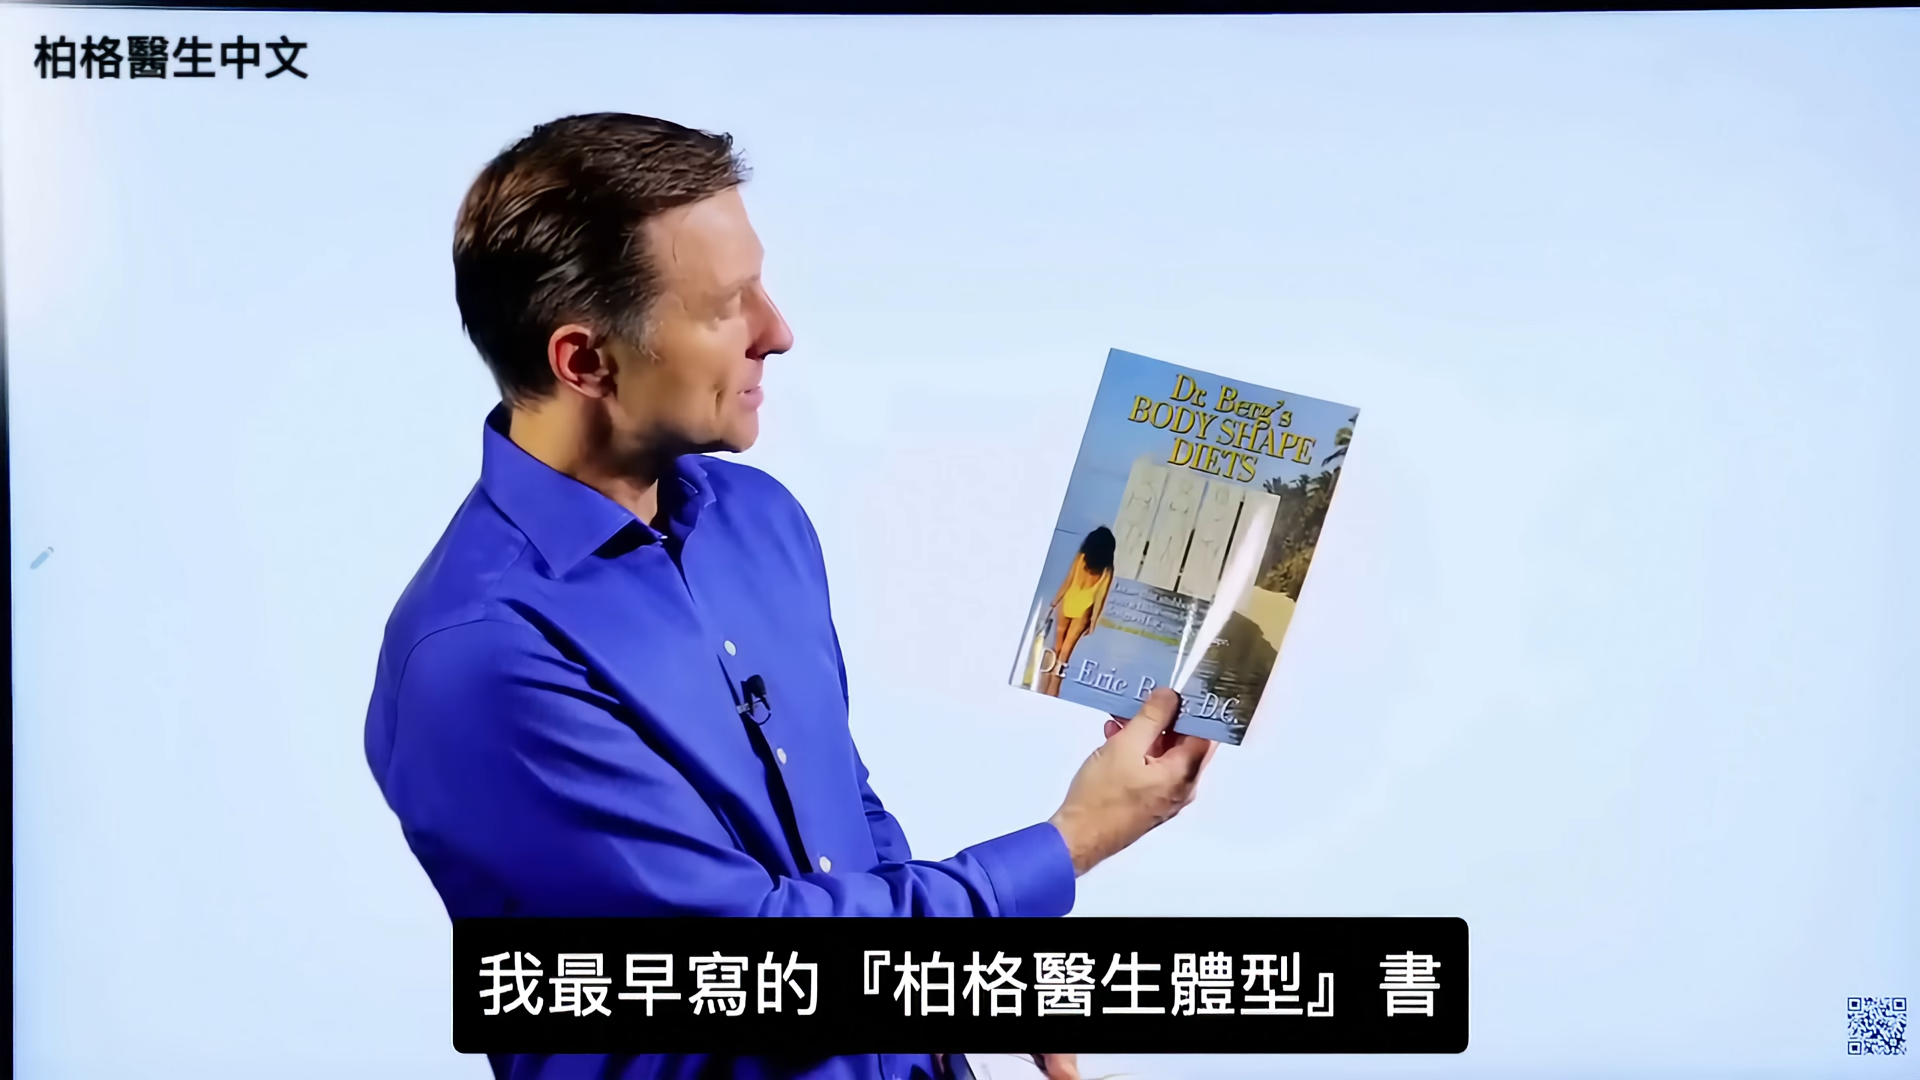 柏格醫生中文
Dr. Berg's
BODY SHAPE
DIETS
Dr. Eric B
D.C.
我最早寫的『柏格醫生體型』書